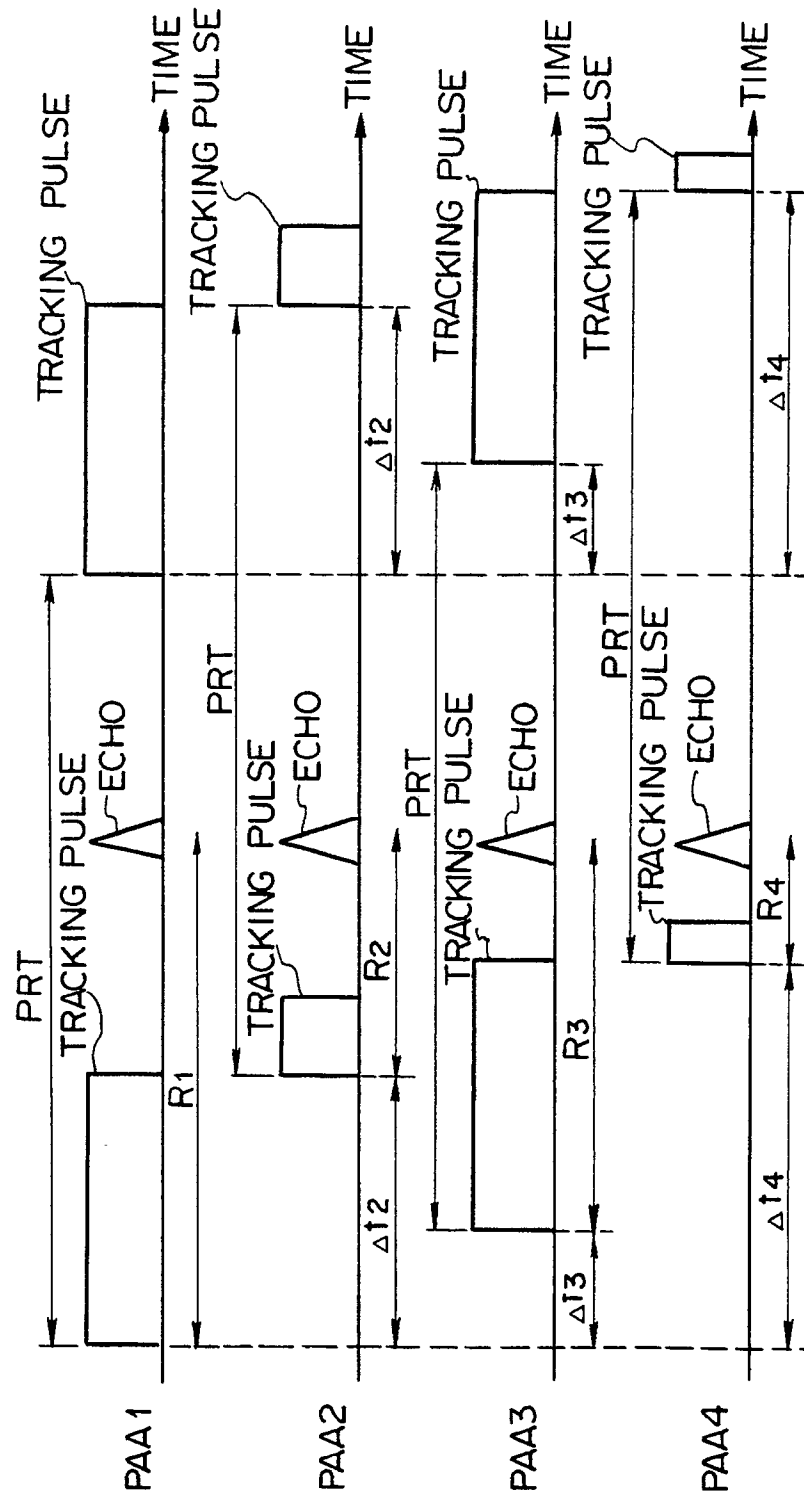 PRT
TRACKING PULSE
TRACKING PULSE
ECHO
R1
PAA1
TIME
PRT
TRACKING PULSE
TRACKING PULSE
ECHO
R2
Δt2
Δt2
PAA2
TIME
PRT
TRACKING PULSE
TRACKING PULSE
ECHO
R3
Δt3
Δt3
PAA3
TIME
PRT
TRACKING PULSE
TRACKING PULSE
ECHO
R4
Δt4
Δt4
PAA4
TIME